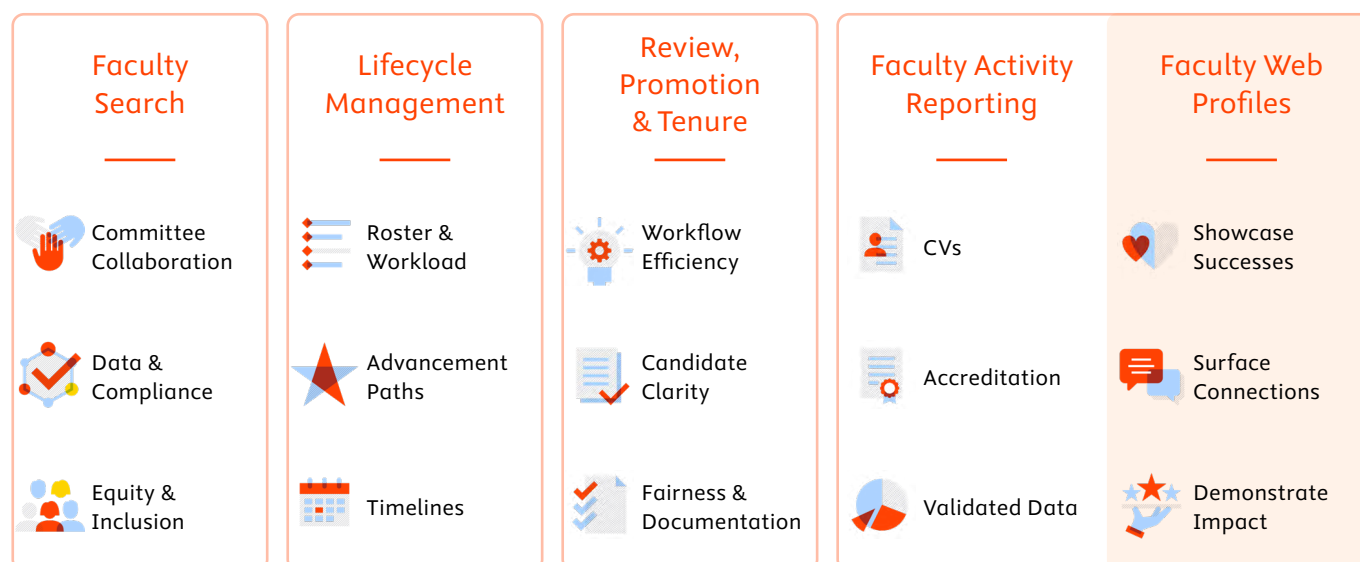 Faculty
Search
Committee
Collaboration
Data &
Compliance
Equity &
Inclusion
Lifecycle
Management
Roster &
Workload
Advancement
Paths
Timelines
Review,
Promotion
& Tenure
Workflow
Efficiency
Candidate
Clarity
Fairness &
Documentation
Faculty Activity
Reporting
CVs
Accreditation
Validated Data
Faculty Web
Profiles
Showcase
Successes
Surface
Connections
Demonstrate
Impact